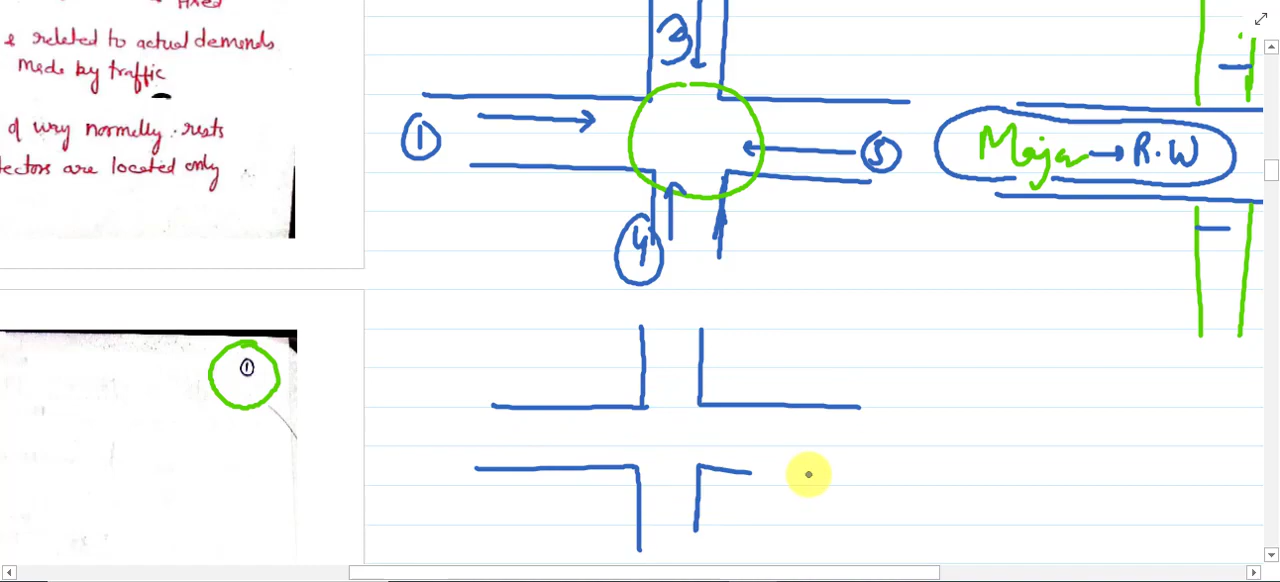 Fixed
e related to actual demands
made by traffic
of way normally rests
tectors are located only
3
①
⑤
Major → R.W
④
①